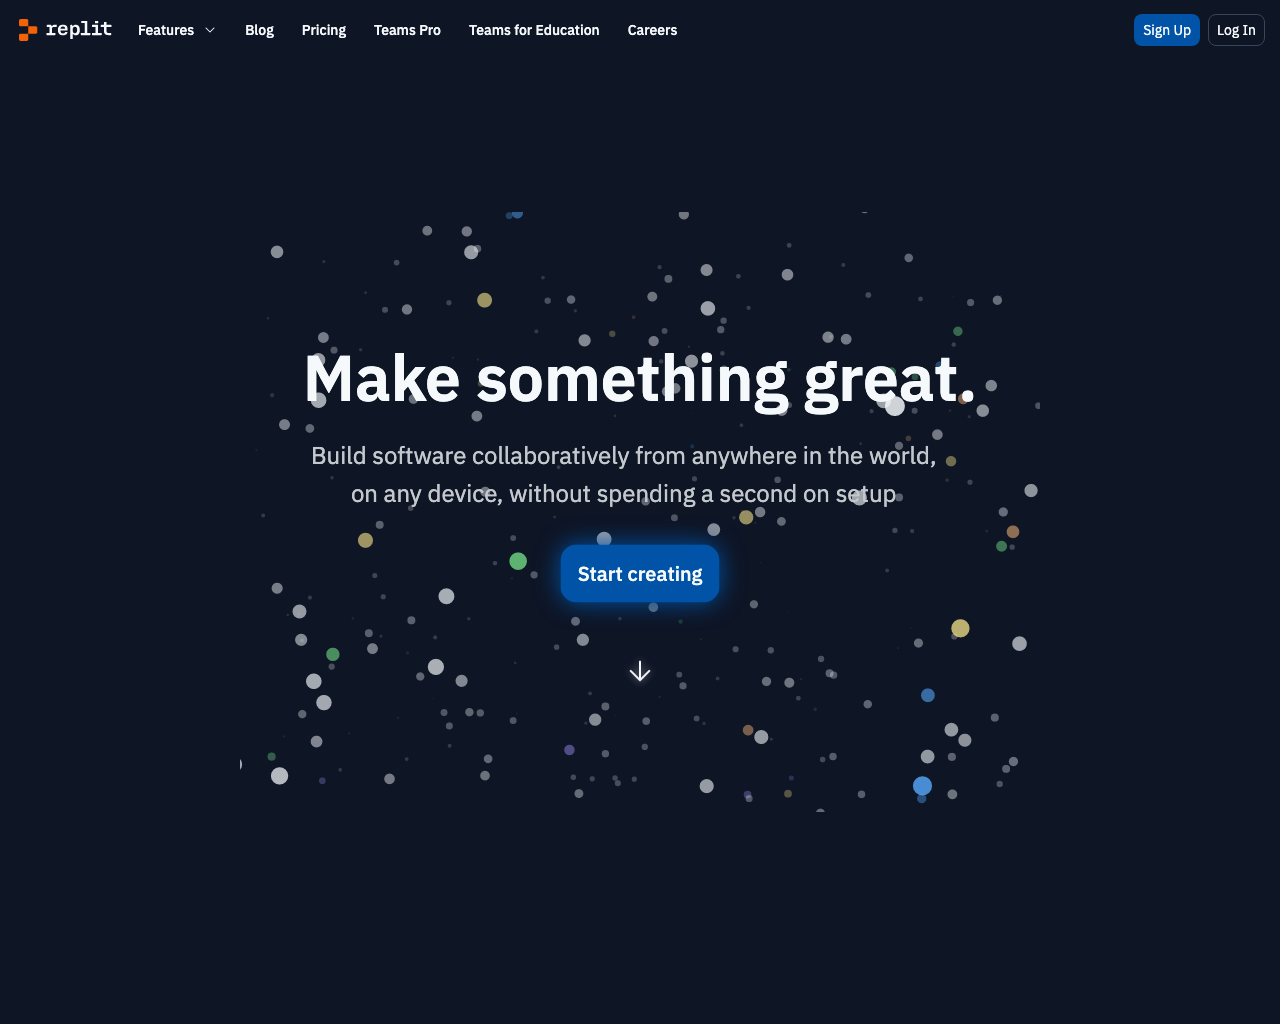 replit
Features
Blog
Pricing
Teams Pro
Teams for Education
Careers
Sign Up
Log In
Make something great.
Build software collaboratively from anywhere in the world,
on any device, without spending a second on setup
Start creating